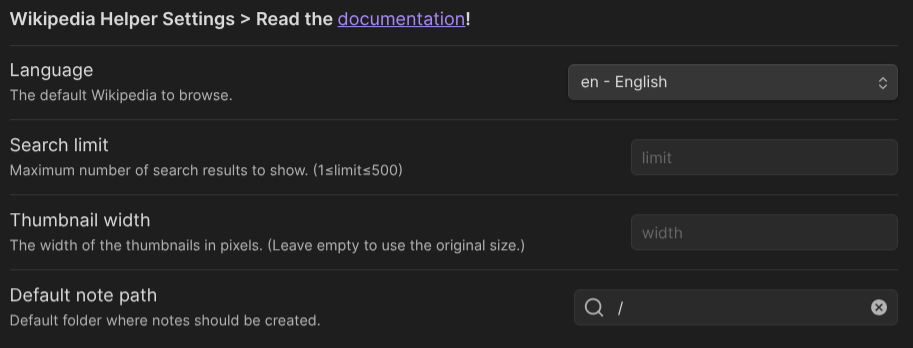 Wikipedia Helper Settings > Read the documentation!
Language
The default Wikipedia to browse.
en - English
Search limit
Maximum number of search results to show. (1≤limit≤500)
limit
Thumbnail width
The width of the thumbnails in pixels. (Leave empty to use the original size.)
width
Default note path
Default folder where notes should be created.
/